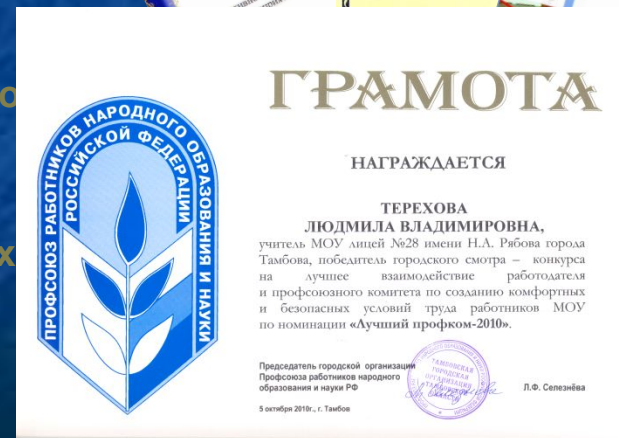 о
х
ПРОФСОЮЗ РАБОТНИКОВ НАРОДНОГО ОБРАЗОВАНИЯ И НАУКИ
РОССИЙСКОЙ ФЕДЕРАЦИИ
ГРАМОТА
НАГРАЖДАЕТСЯ
ТЕРЕХОВА
ЛЮДМИЛА ВЛАДИМИРОВНА,
учитель МОУ лицей №28 имени Н.А. Рябова города
Тамбова, победитель городского смотра – конкурса
на лучшее взаимодействие работодателя
и профсоюзного комитета по созданию комфортных
и безопасных условий труда работников МОУ
по номинации «Лучший профком-2010».
Председатель городской организации
Профсоюза работников народного
образования и науки РФ
Л.Ф. Селезнёва
5 октября 2010г., г. Тамбов
ТАМБОВСКАЯ
ГОРОДСКАЯ
ОРГАНИЗАЦИЯ